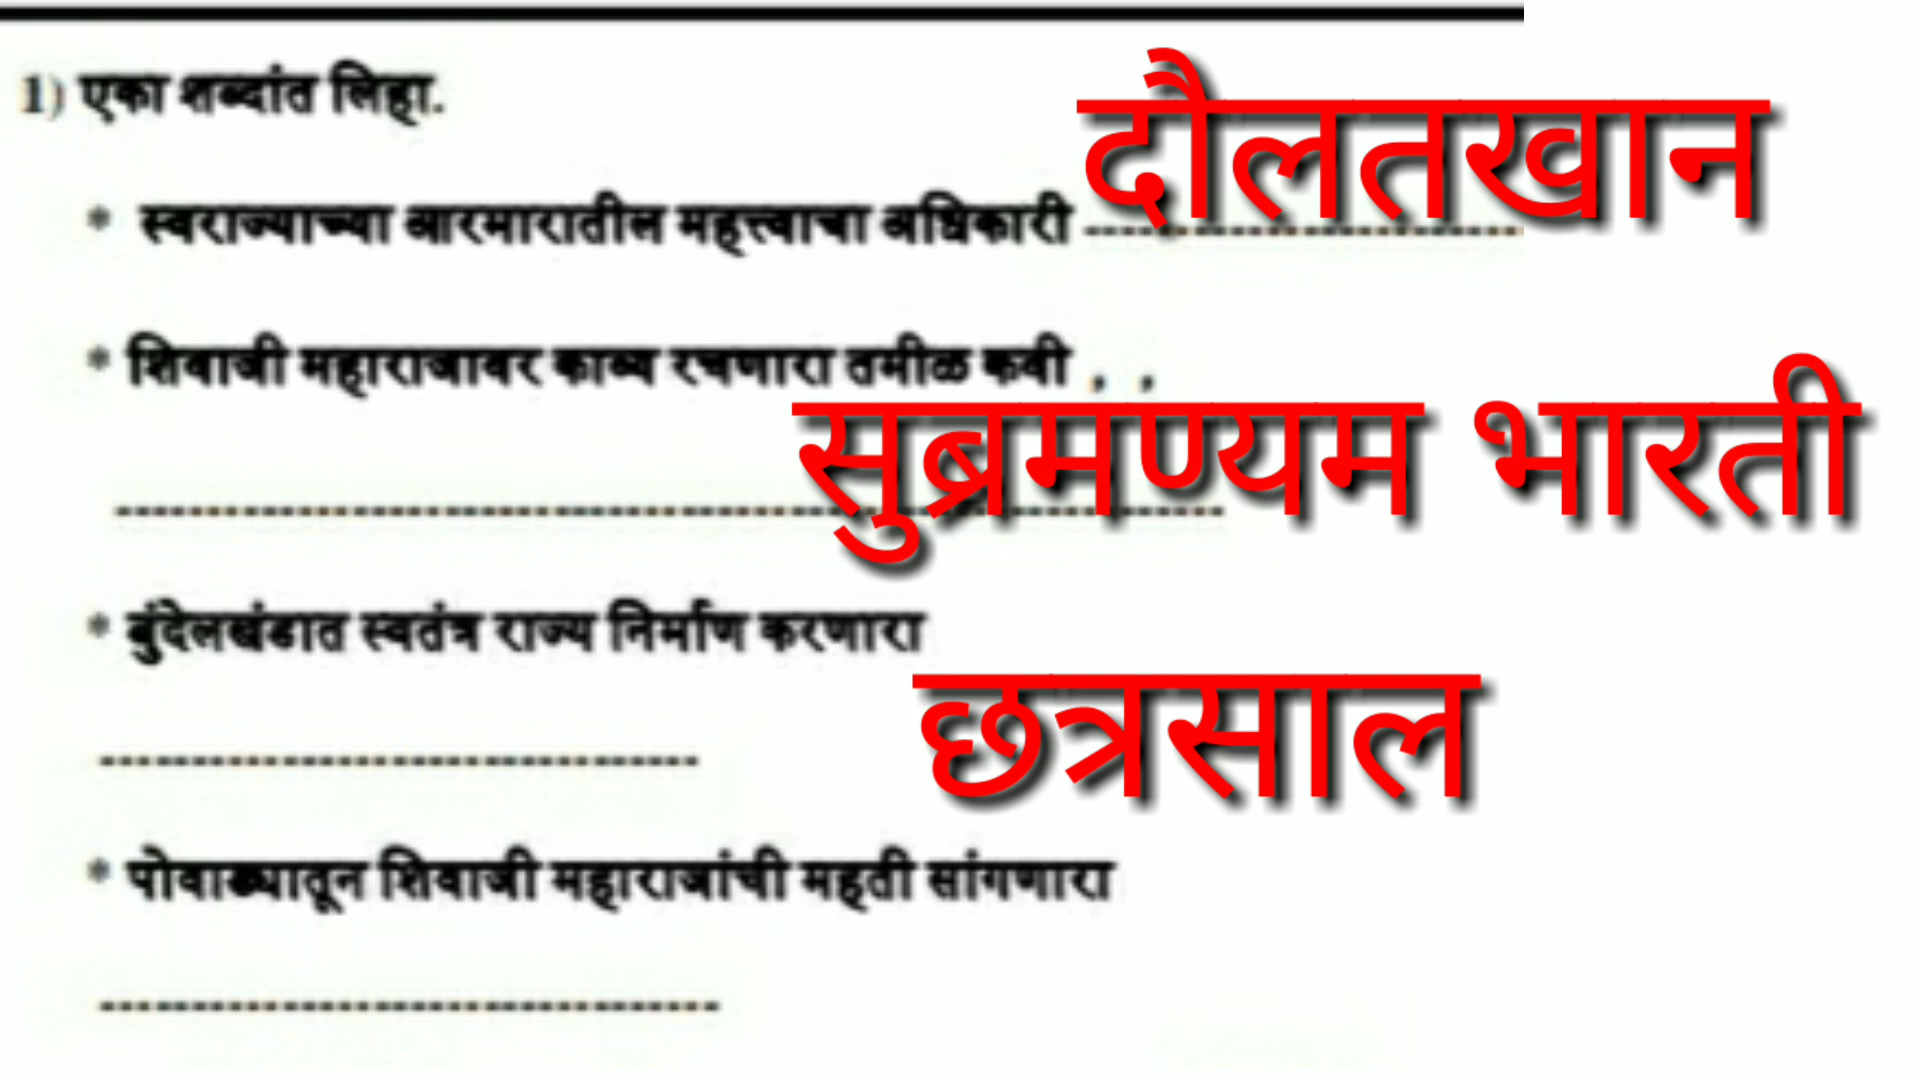 1) एका शब्दांत लिहा.
दौलतखान
* स्वराज्याच्या आरमारातील महत्त्वाचा अधिकारी ------------------------
* शिवाजी महाराजावर काव्य रचणारा तमीळ कवी , ,
सुब्रमण्यम भारती
------------------------------------------------------------
* बुंदेलखंडात स्वतंत्र राज्य निर्माण करणारा
छत्रसाल
---------------------------------
* पोवाड्यातून शिवाजी महाराजांची महती सांगणारा
----------------------------------